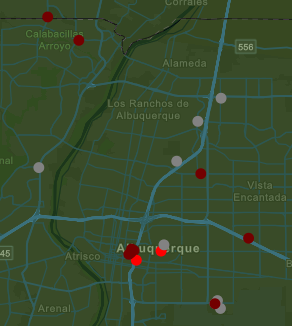 Corrales
Calabacillas
Arroyo
556
Alameda
Los Ranchos de
Albuquerque
Vista
Encantada
45
Albuquerque
Atrisco
Arenal